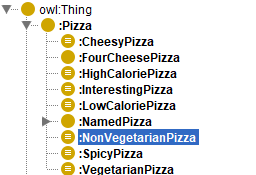 owl:Thing
:Pizza
:CheesyPizza
:FourCheesePizza
:HighCaloriePizza
:InterestingPizza
:LowCaloriePizza
:NamedPizza
:NonVegetarianPizza
:SpicyPizza
:VegetarianPizza